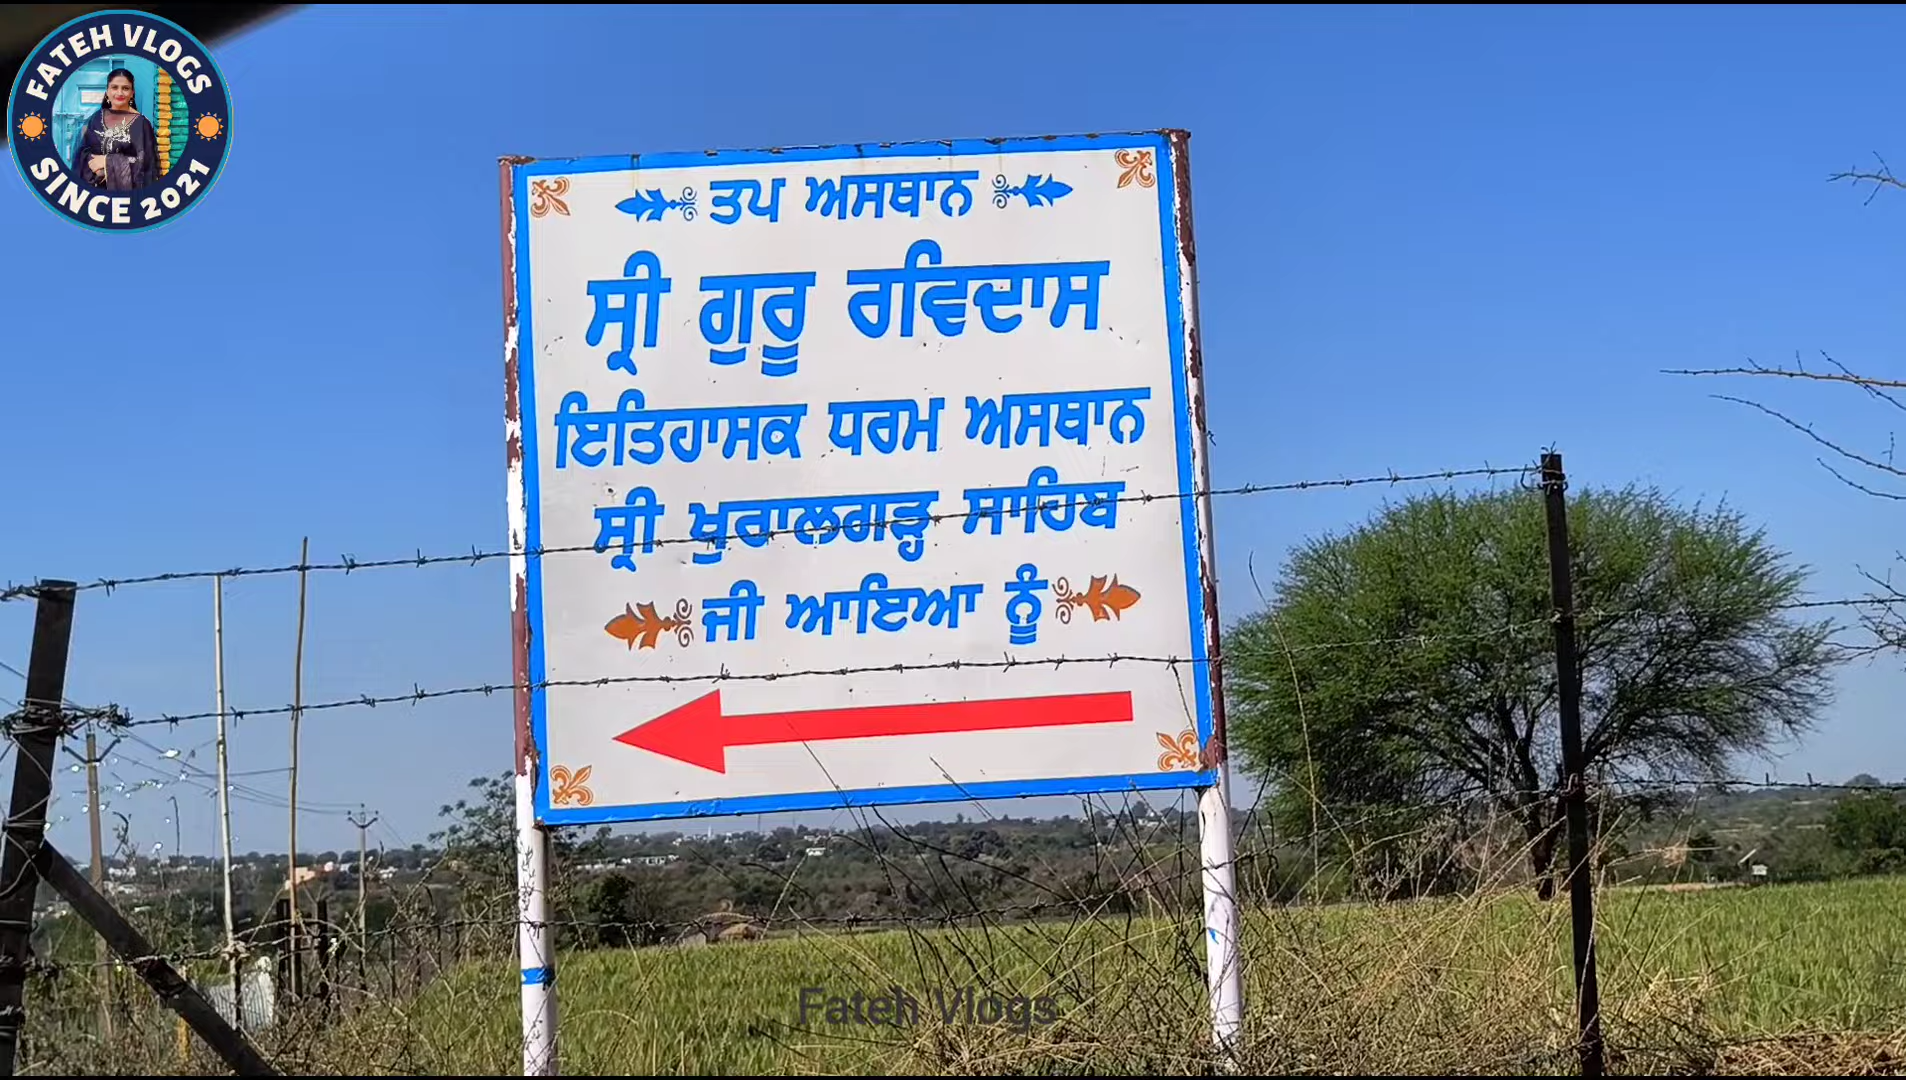 FATEH VLOGS
SINCE 2021
ਤਪ ਅਸਥਾਨ
ਸ੍ਰੀ ਗੁਰੂ ਰਵਿਦਾਸ
ਇਤਿਹਾਸਕ ਧਰਮ ਅਸਥਾਨ
ਸ੍ਰੀ ਖੁਰਾਲਗੜ੍ਹ ਸਾਹਿਬ
ਜੀ ਆਇਆ ਨੂੰ
Fateh Vlogs